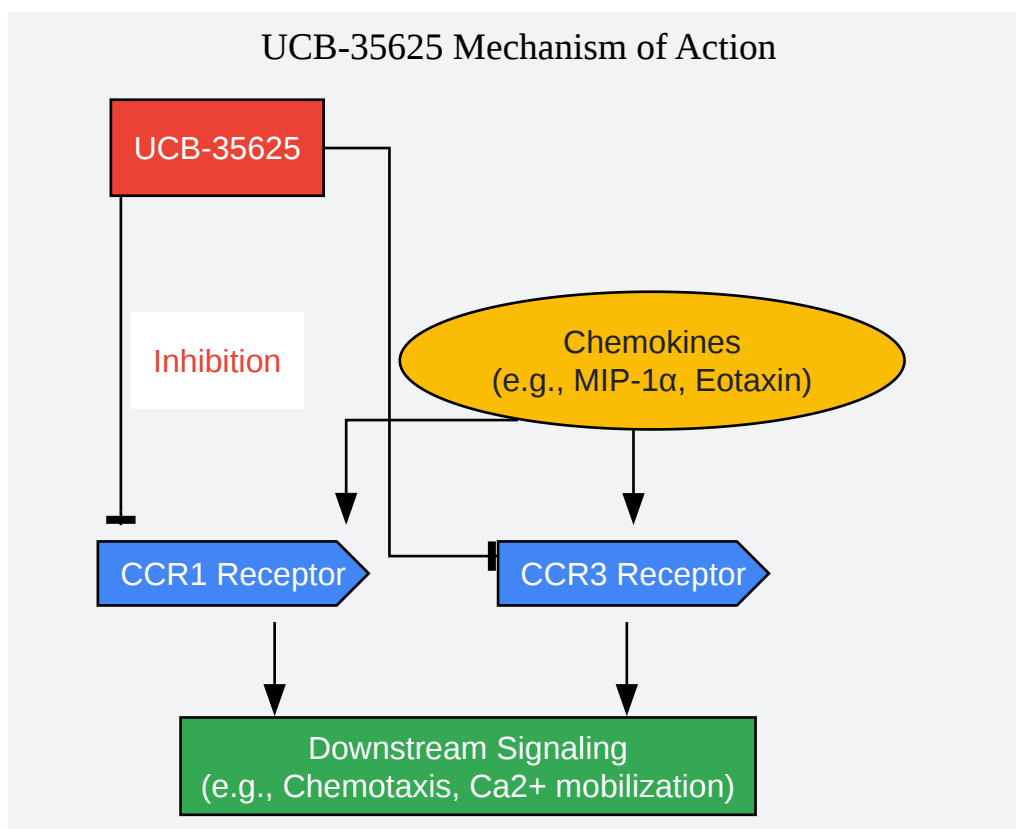 UCB-35625 Mechanism of Action
UCB-35625
Inhibition
Chemokines
(e.g., MIP-1α, Eotaxin)
CCR1 Receptor
CCR3 Receptor
Downstream Signaling
(e.g., Chemotaxis, Ca2+ mobilization)